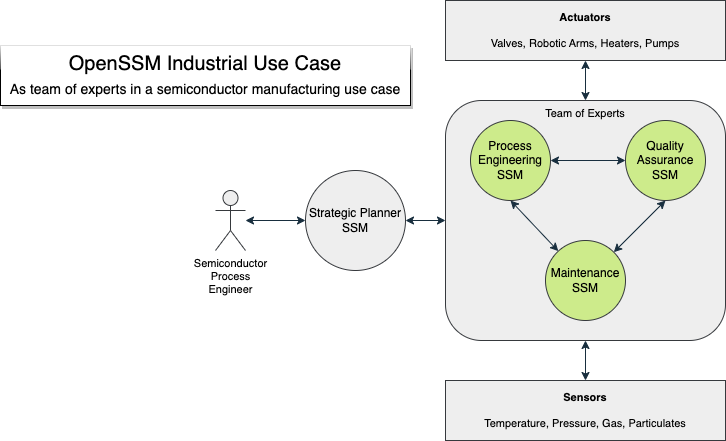 OpenSSM Industrial Use Case
As team of experts in a semiconductor manufacturing use case
Actuators
Valves, Robotic Arms, Heaters, Pumps
Team of Experts
Process
Engineering
SSM
Quality
Assurance
SSM
Maintenance
SSM
Strategic Planner
SSM
Semiconductor
Process
Engineer
Sensors
Temperature, Pressure, Gas, Particulates